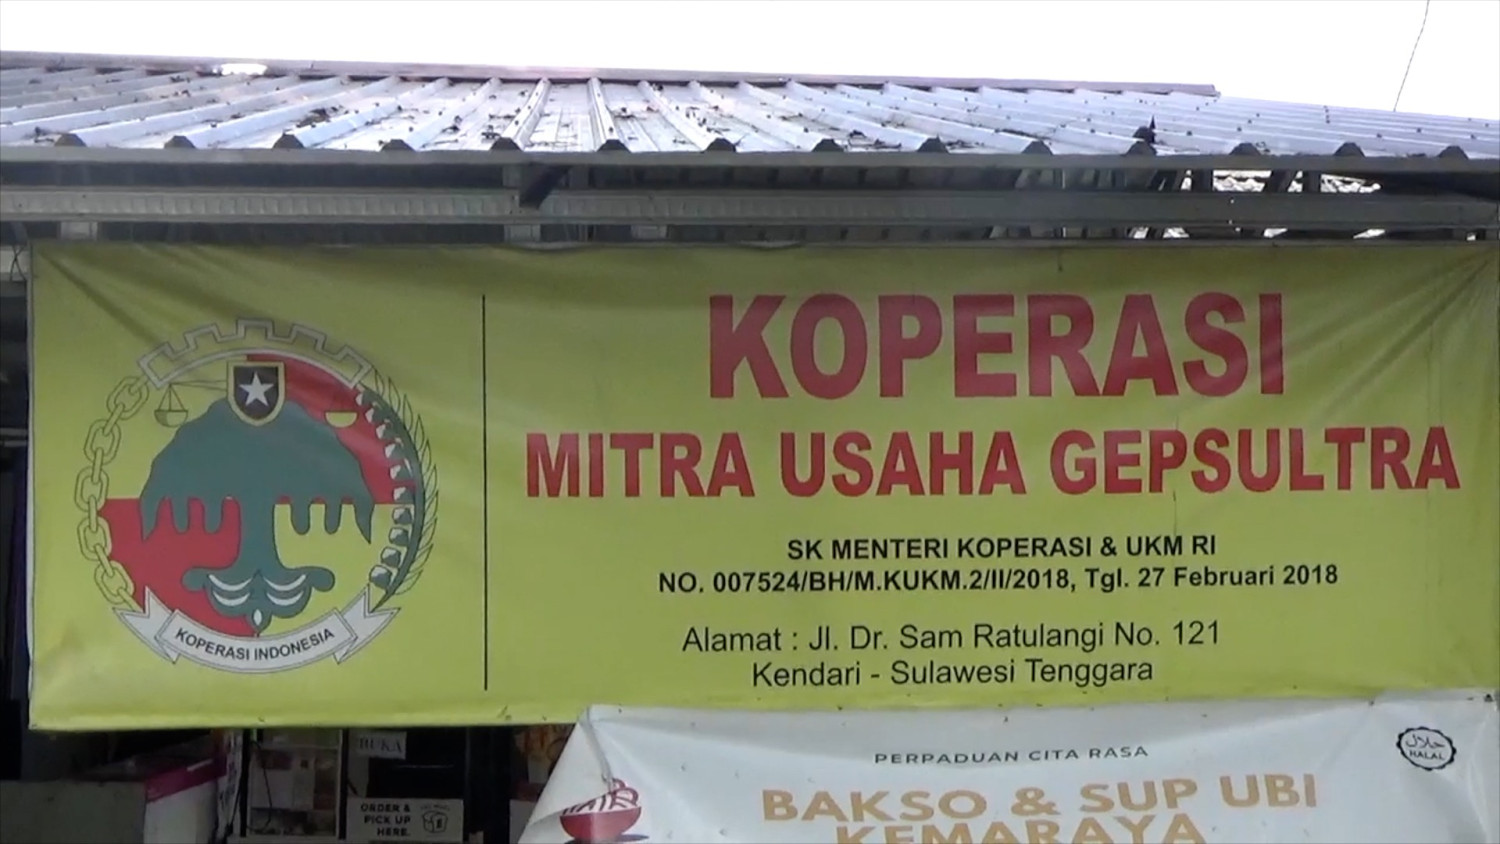 KOPERASI
MITRA USAHA GEPSULTRA
SK MENTERI KOPERASI & UKM RI
NO. 007524/BH/M.KUKM.2/II/2018, Tgl. 27 Februari 2018
Alamat : Jl. Dr. Sam Ratulangi No. 121
Kendari - Sulawesi Tenggara
KOPERASI INDONESIA
PERPADUAN CITA RASA
BAKSO & SUP UBI
KEMARAYA
حلال
HALAL
BUKA
ORDER &
PICK UP
HERE.